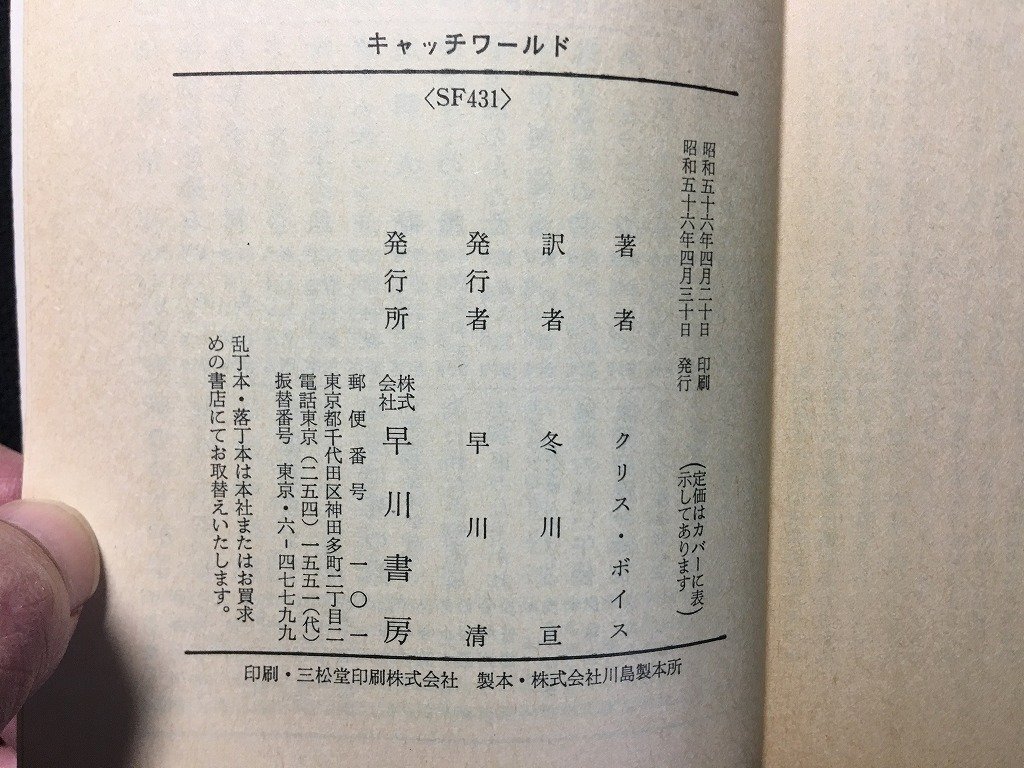 キャッチワールド
〈SF431〉
昭和五十六年四月二十日　印刷
昭和五十六年四月三十日　発行
(定価はカバーに表
示してあります)
著者　クリス・ボイス
訳者　冬川亘
発行者　早川清
発行所　株式会社早川書房
郵便番号　一〇一
東京都千代田区神田多町二丁目二
電話東京(二五四)一五五一(代)
振替番号　東京・六-四七七九九
乱丁本・落丁本は本社またはお買求
めの書店にてお取替えいたします。
印刷・三松堂印刷株式会社　製本・株式会社川島製本所